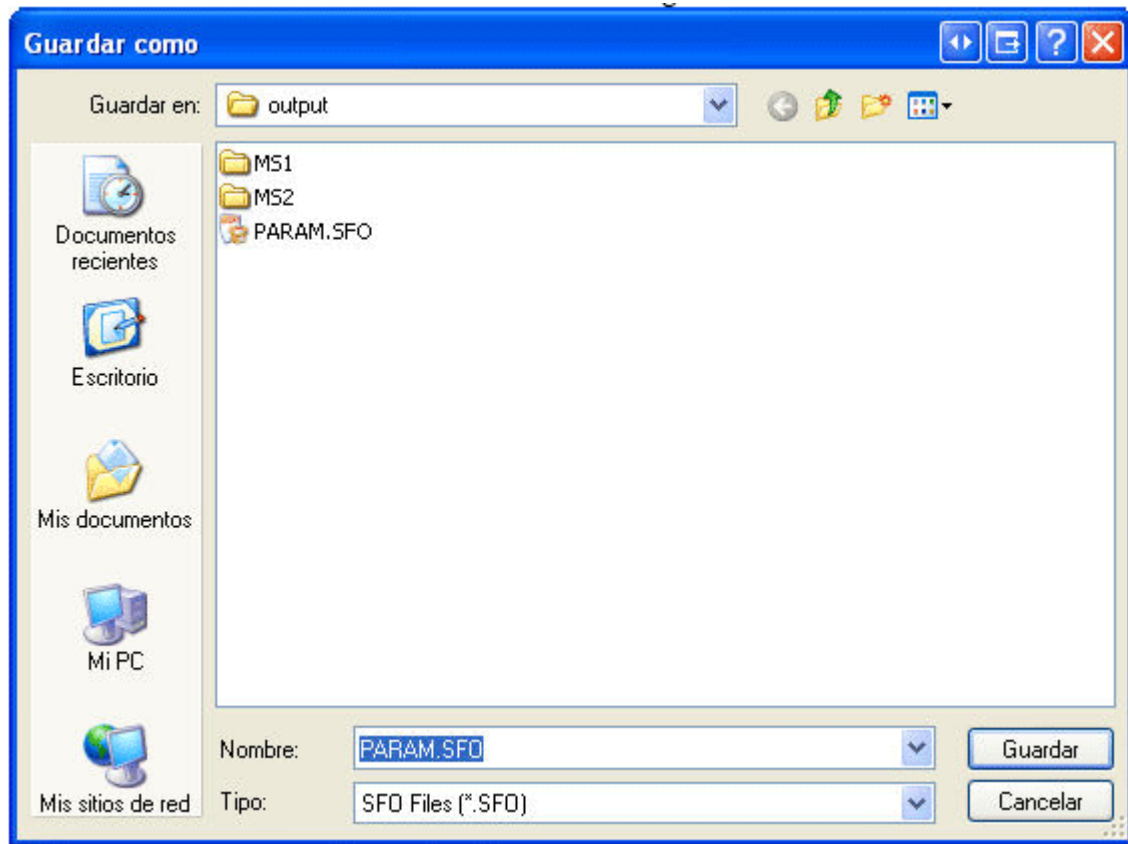 Guardar como
Guardar en:
output
MS1
MS2
PARAM.SFO
Documentos
recientes
Escritorio
Mis documentos
Mi PC
Mis sitios de red
Nombre:
PARAM.SFO
Guardar
Tipo:
SFO Files (*.SFO)
Cancelar